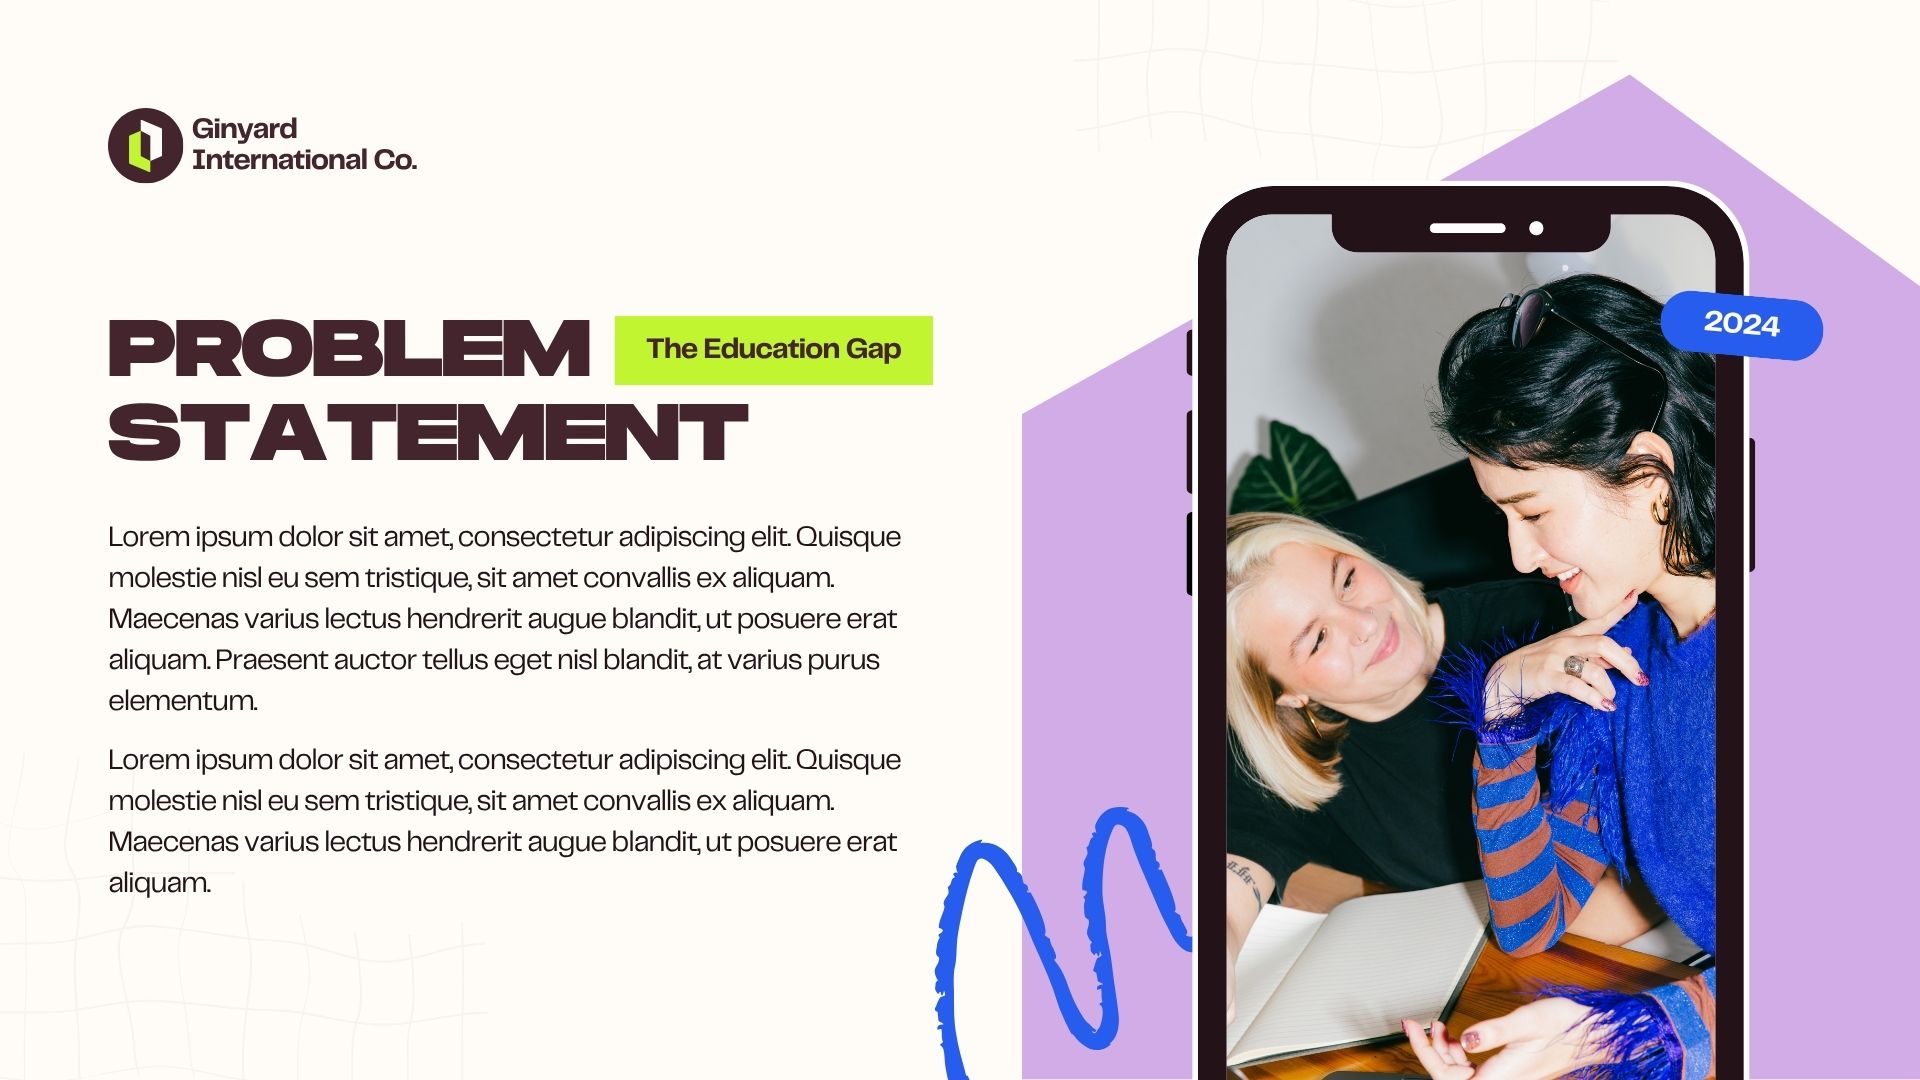 Ginyard
International Co.
PROBLEM
The Education Gap
STATEMENT
Lorem ipsum dolor sit amet, consectetur adipiscing elit. Quisque
molestie nisl eu sem tristique, sit amet convallis ex aliquam.
Maecenas varius lectus hendrerit augue blandit, ut posuere erat
aliquam. Praesent auctor tellus eget nisl blandit, at varius purus
elementum.
Lorem ipsum dolor sit amet, consectetur adipiscing elit. Quisque
molestie nisl eu sem tristique, sit amet convallis ex aliquam.
Maecenas varius lectus hendrerit augue blandit, ut posuere erat
aliquam.
2024